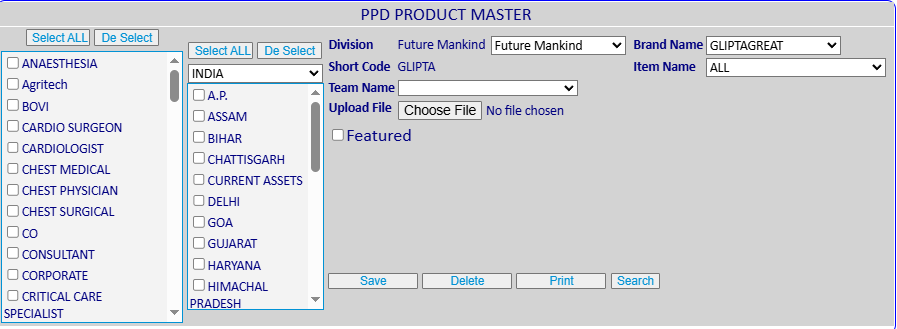 PPD PRODUCT MASTER
Select ALL De Select
ANAESTHESIA
Agritech
BOVI
CARDIO SURGEON
CARDIOLOGIST
CHEST MEDICAL
CHEST PHYSICIAN
CHEST SURGICAL
CO
CONSULTANT
CORPORATE
CRITICAL CARE
SPECIALIST
Select ALL De Select
INDIA
A.P.
ASSAM
BIHAR
CHATTISGARH
CURRENT ASSETS
DELHI
GOA
GUJARAT
HARYANA
HIMACHAL
PRADESH
Division Future Mankind Future Mankind Brand Name GLIPTAGREAT
Short Code GLIPTA Item Name ALL
Team Name
Upload File Choose File No file chosen
Featured
Save Delete Print Search